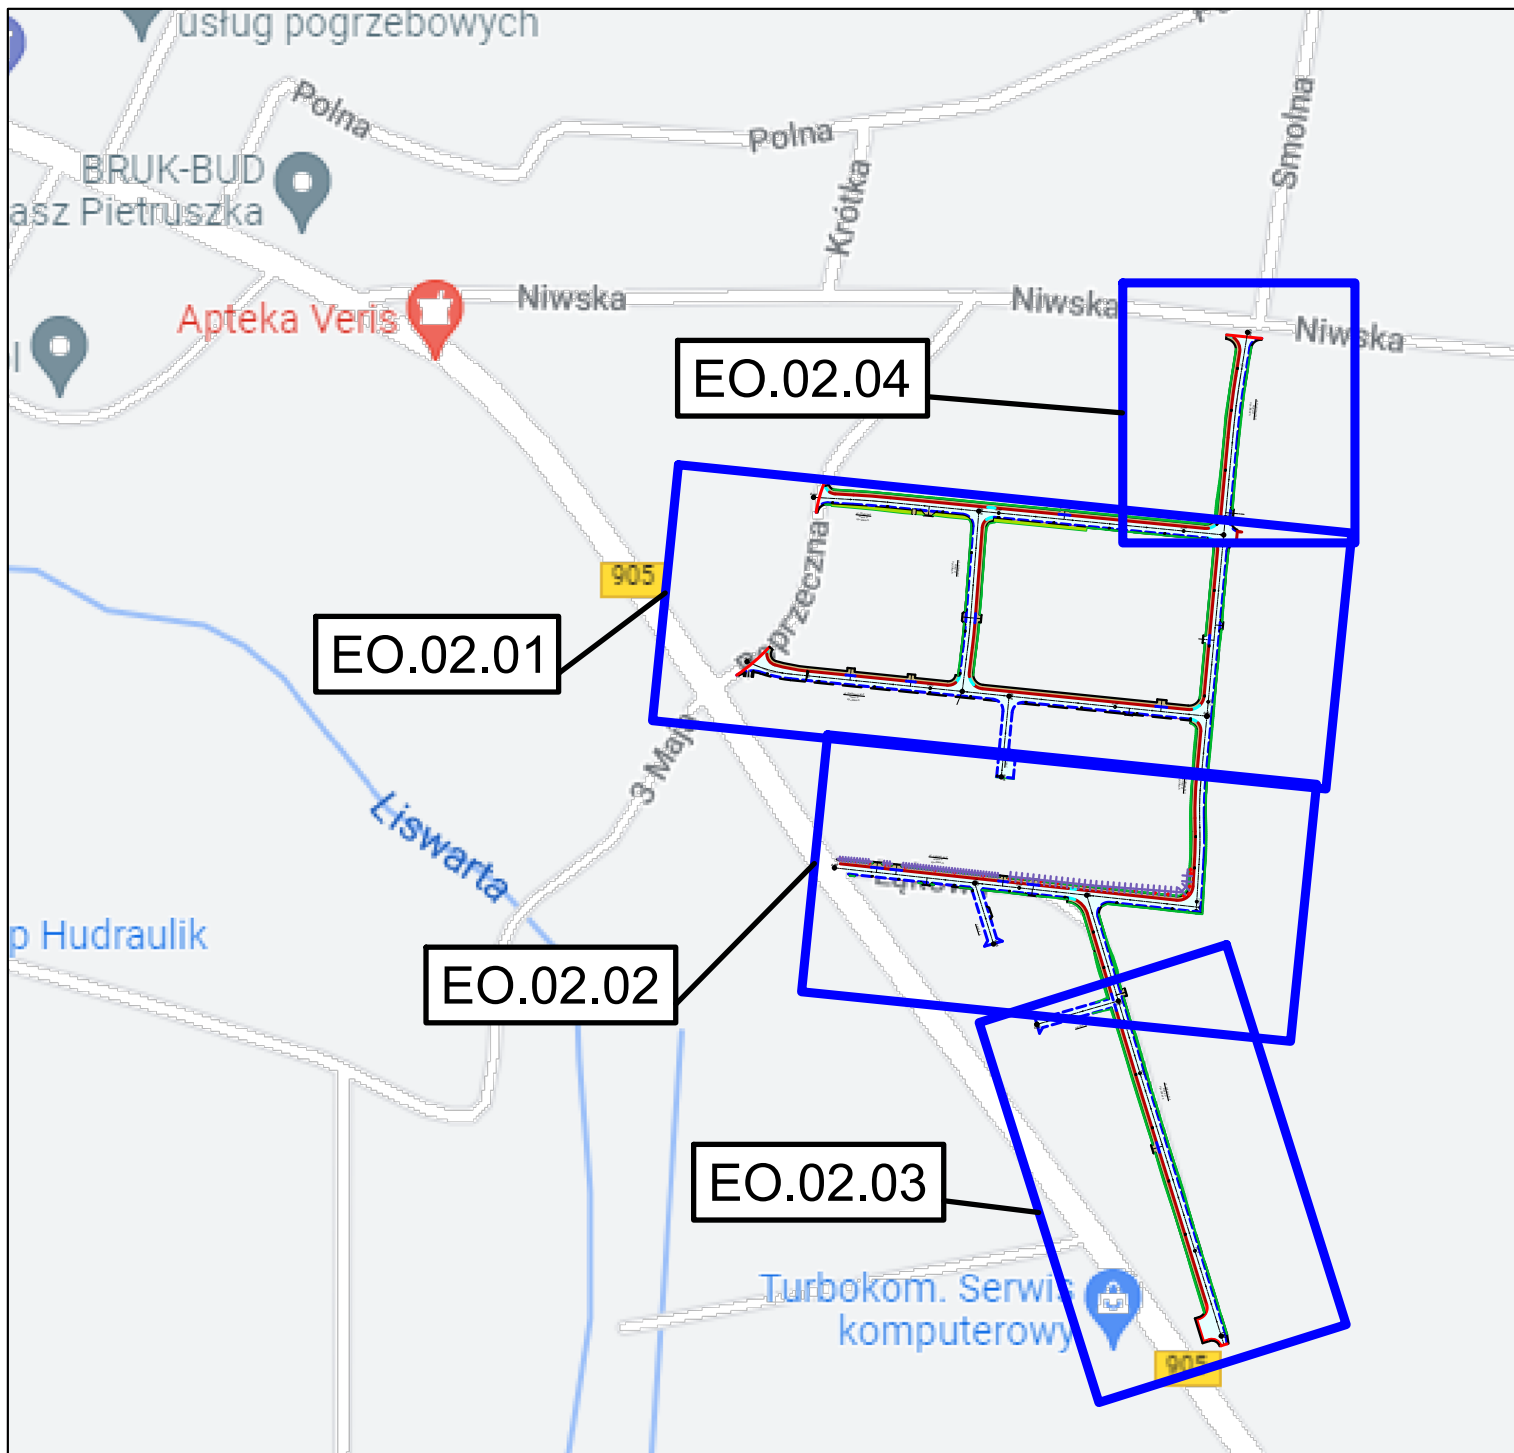 usług pogrzebowych
Polna
Polna
Smolna
BRUK-BUD
asz Pietruszka
Krótka
Niwska
Niwska
Niwska
Apteka Veris
EO.02.04
905
EO.02.01
3 Maja
Liswarta
p Hudraulik
EO.02.02
EO.02.03
Turbokom. Serwis
komputerowy
905